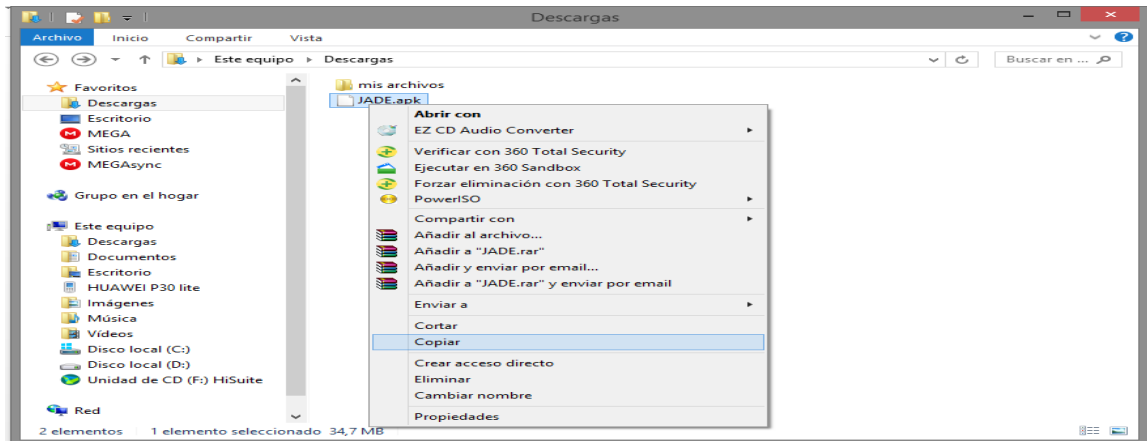 Descargas
Archivo Inicio Compartir Vista
Este equipo Descargas Buscar en ...
Favoritos
Descargas
Escritorio
MEGA
Sitios recientes
MEGAsync
Grupo en el hogar
Este equipo
Descargas
Documentos
Escritorio
HUAWEI P30 lite
Imágenes
Música
Vídeos
Disco local (C:)
Disco local (D:)
Unidad de CD (F:) HiSuite
Red
mis archivos
JADE.apk
Abrir con
EZ CD Audio Converter
Verificar con 360 Total Security
Ejecutar en 360 Sandbox
Forzar eliminación con 360 Total Security
PowerISO
Compartir con
Añadir al archivo...
Añadir a "JADE.rar"
Añadir y enviar por email...
Añadir a "JADE.rar" y enviar por email
Enviar a
Cortar
Copiar
Crear acceso directo
Eliminar
Cambiar nombre
Propiedades
2 elementos 1 elemento seleccionado 34,7 MB